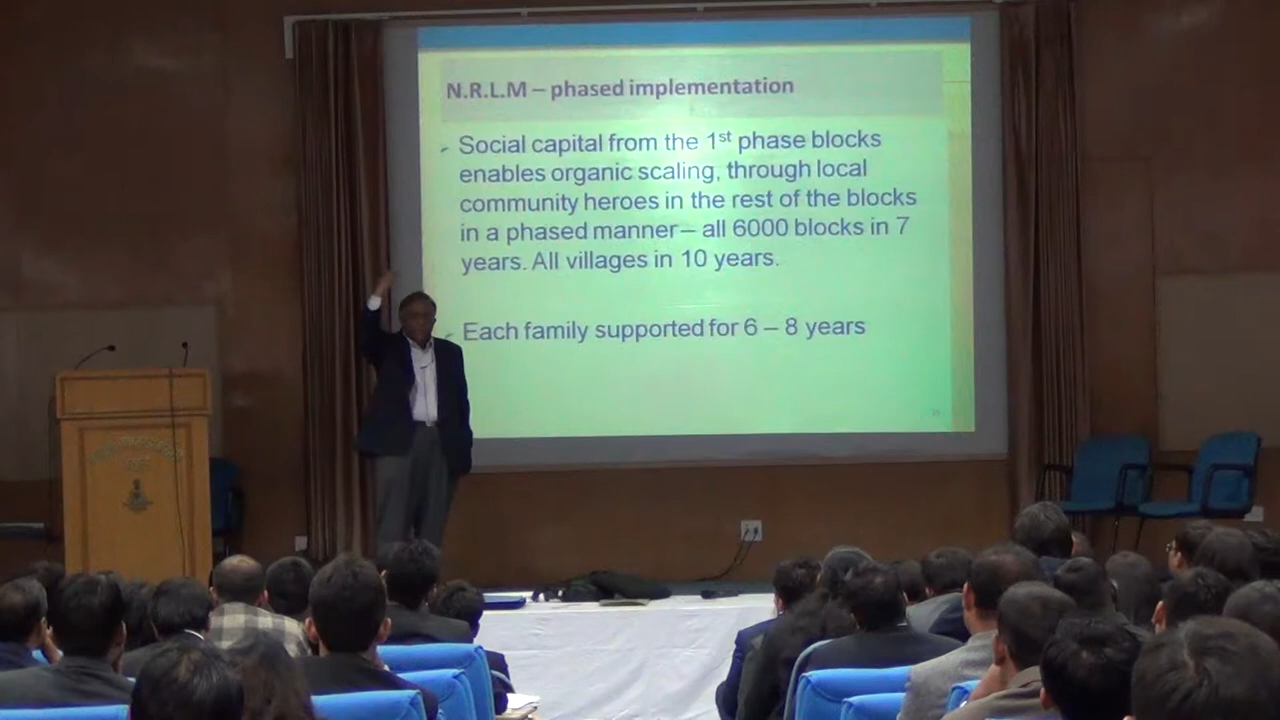 N.R.L.M – phased implementation
Social capital from the 1st phase blocks
enables organic scaling, through local
community heroes in the rest of the blocks
in a phased manner – all 6000 blocks in 7
years. All villages in 10 years.
Each family supported for 6 – 8 years